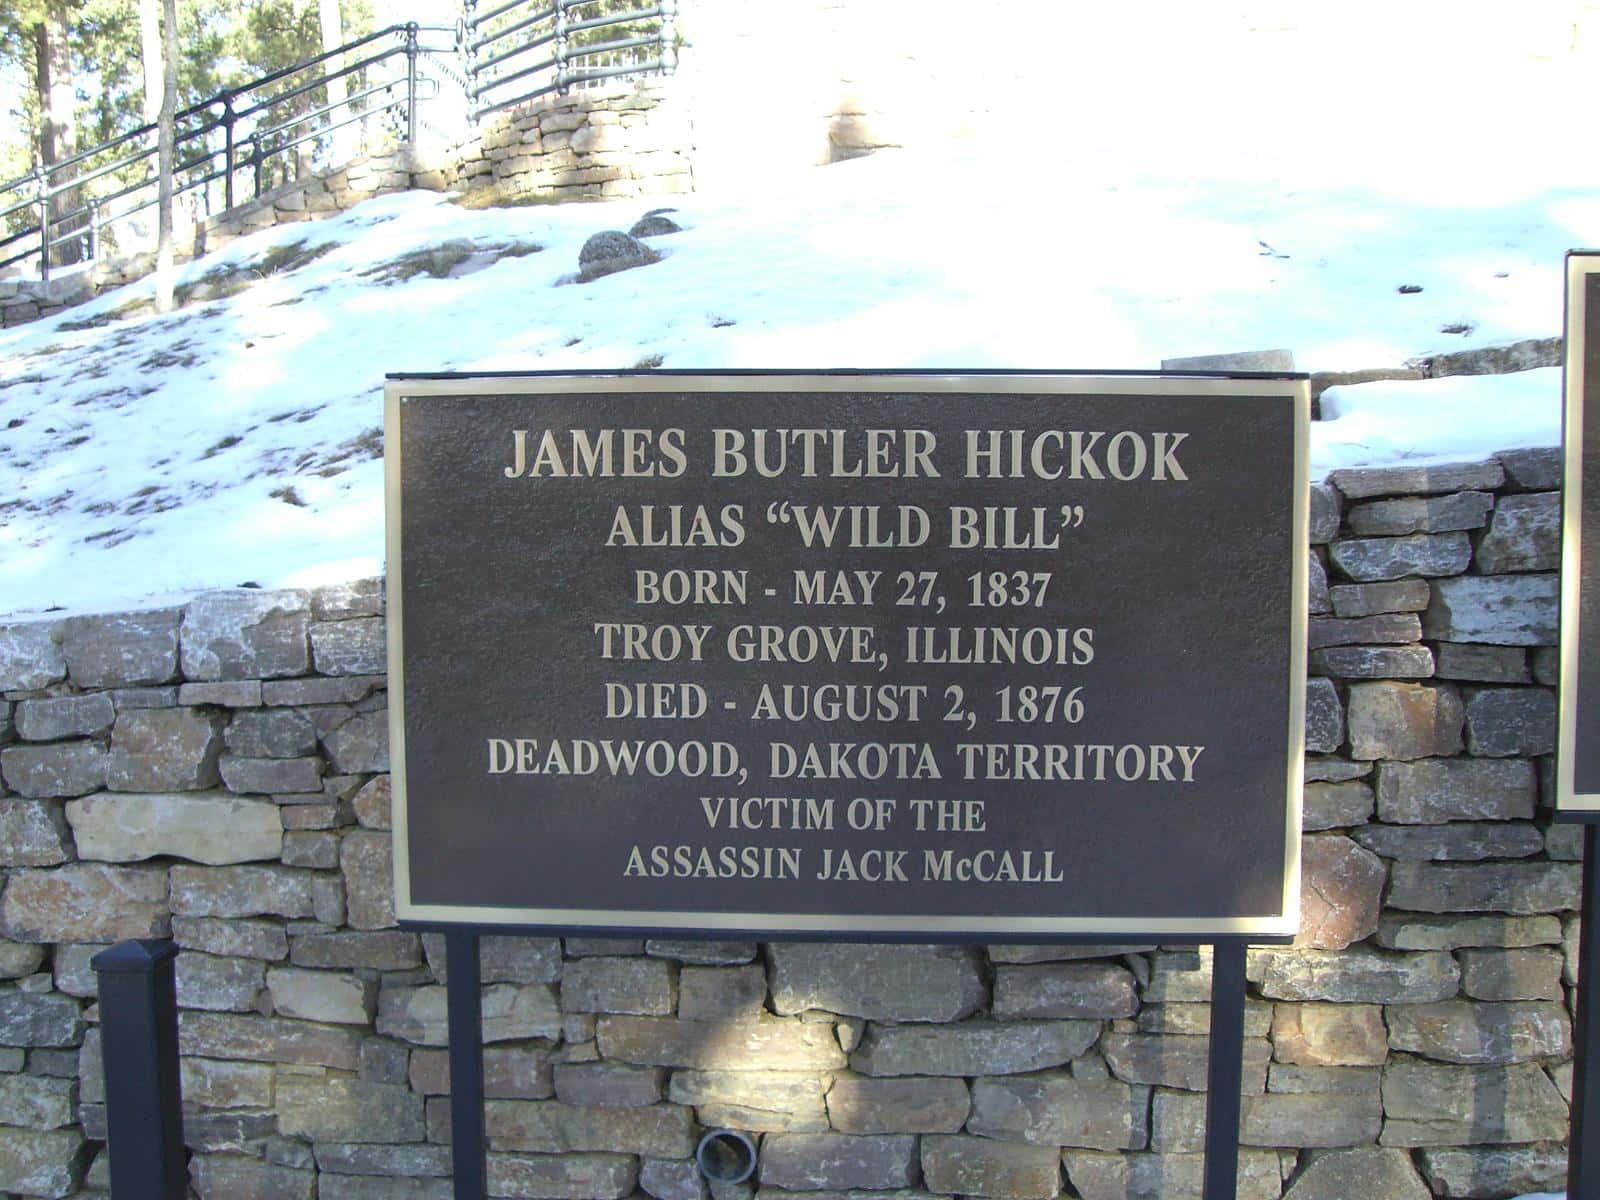 JAMES BUTLER HICKOK
ALIAS “WILD BILL”
BORN - MAY 27, 1837
TROY GROVE, ILLINOIS
DIED - AUGUST 2, 1876
DEADWOOD, DAKOTA TERRITORY
VICTIM OF THE
ASSASSIN JACK McCALL